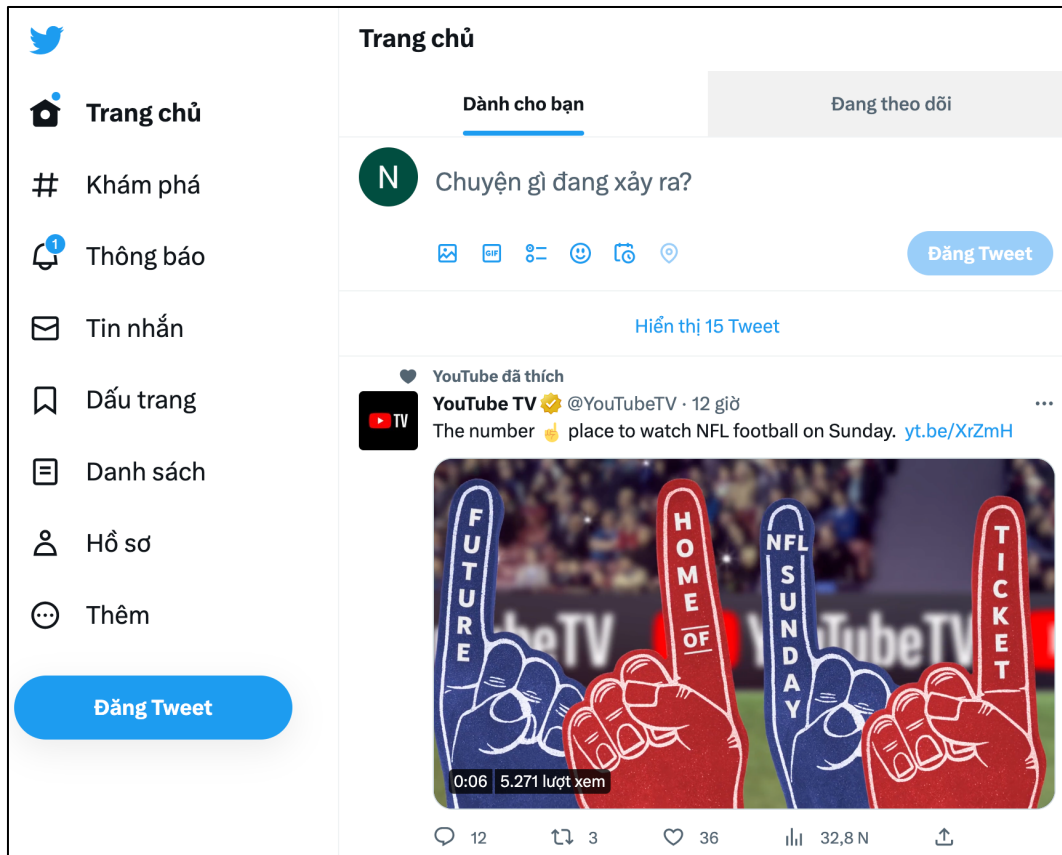 Trang chủ
Khám phá
1
Thông báo
Tin nhắn
Dấu trang
Danh sách
Hồ sơ
Thêm
Đăng Tweet
Trang chủ
Dành cho bạn
Đang theo dõi
N
Chuyện gì đang xảy ra?
GIF
Đăng Tweet
Hiển thị 15 Tweet
YouTube đã thích
TV
YouTube TV @YouTubeTV · 12 giờ
The number ☝ place to watch NFL football on Sunday. yt.be/XrZmH
FUTURE
HOME OF
NFL SUNDAY
TICKET
0:06 5.271 lượt xem
12 3 36 32,8 N